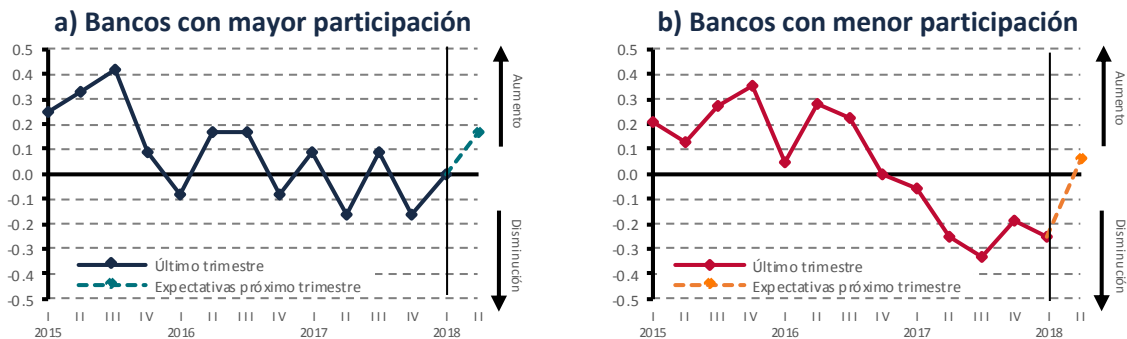 a) Bancos con mayor participación
0.5
0.4
0.3
0.2
0.1
0.0
-0.1
-0.2
-0.3
-0.4
-0.5
Aumento
Disminución
Último trimestre
Expectativas próximo trimestre
I II III IV I II III IV I II III IV I II
2015 2016 2017 2018
b) Bancos con menor participación
0.5
0.4
0.3
0.2
0.1
0.0
-0.1
-0.2
-0.3
-0.4
-0.5
Aumento
Disminución
Último trimestre
Expectativas próximo trimestre
I II III IV I II III IV I II III IV I II
2015 2016 2017 2018